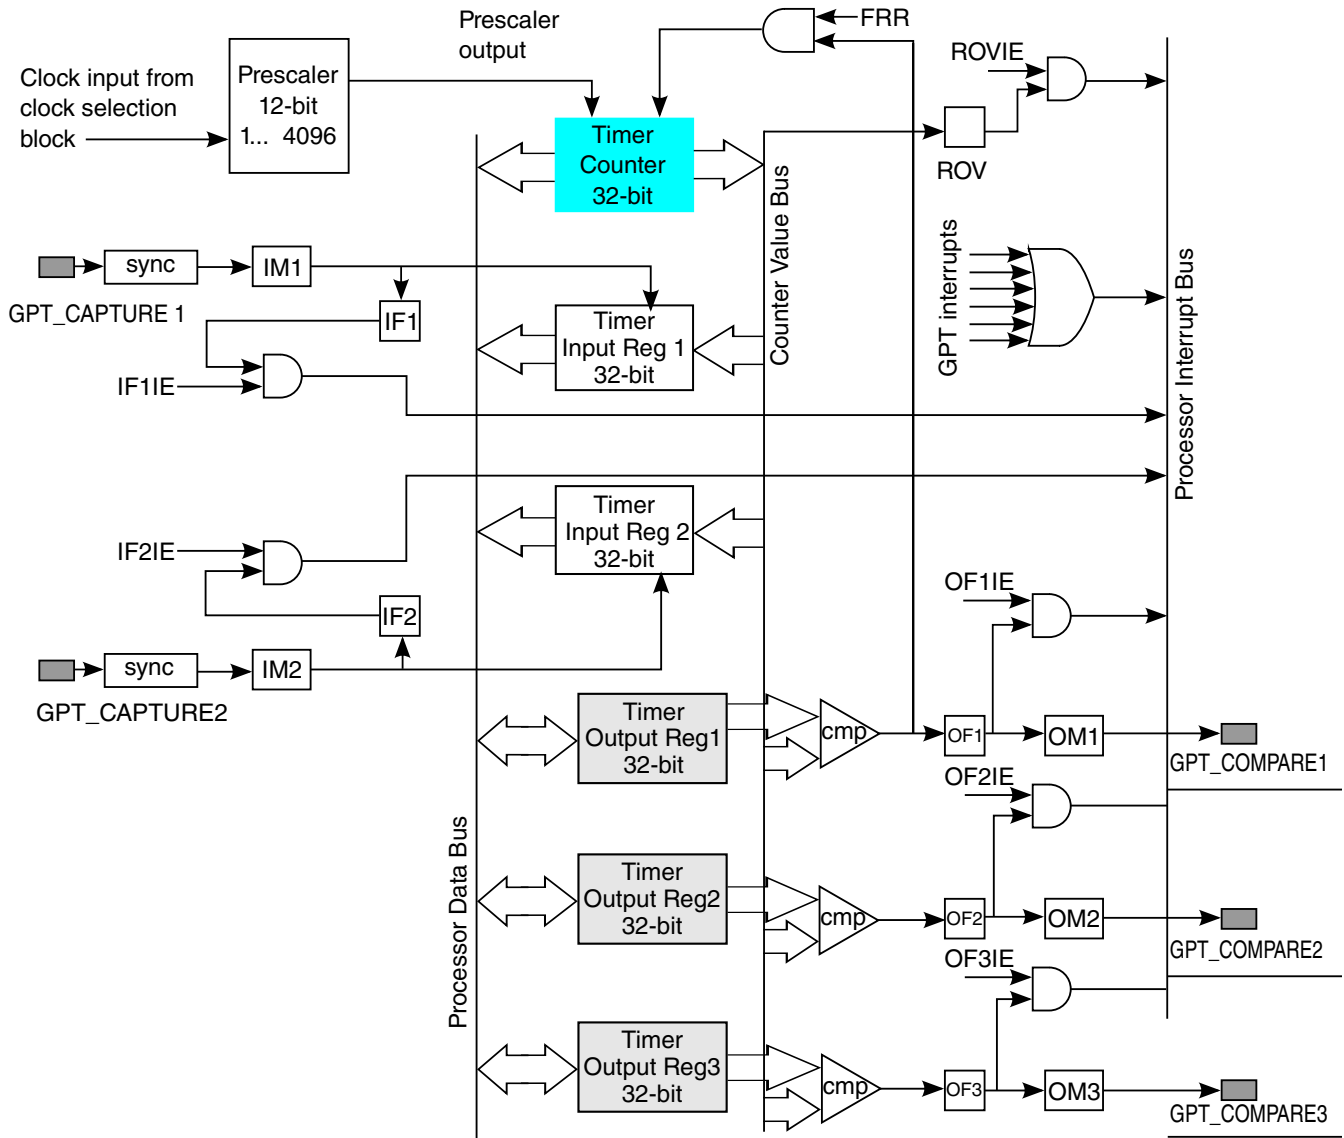 Prescaler
output
FRR
ROVIE
Clock input from
clock selection
block
Prescaler
12-bit
1... 4096
Timer
Counter
32-bit
ROV
Counter Value Bus
GPT interrupts
Processor Interrupt Bus
sync
IM1
GPT_CAPTURE 1
IF1
Timer
Input Reg 1
32-bit
IF1IE
IF2IE
Timer
Input Reg 2
32-bit
IF2
sync
IM2
GPT_CAPTURE2
OF1IE
Timer
Output Reg1
32-bit
cmp
OF1
OM1
GPT_COMPARE1
OF2IE
Processor Data Bus
Timer
Output Reg2
32-bit
cmp
OF2
OM2
GPT_COMPARE2
OF3IE
Timer
Output Reg3
32-bit
cmp
OF3
OM3
GPT_COMPARE3